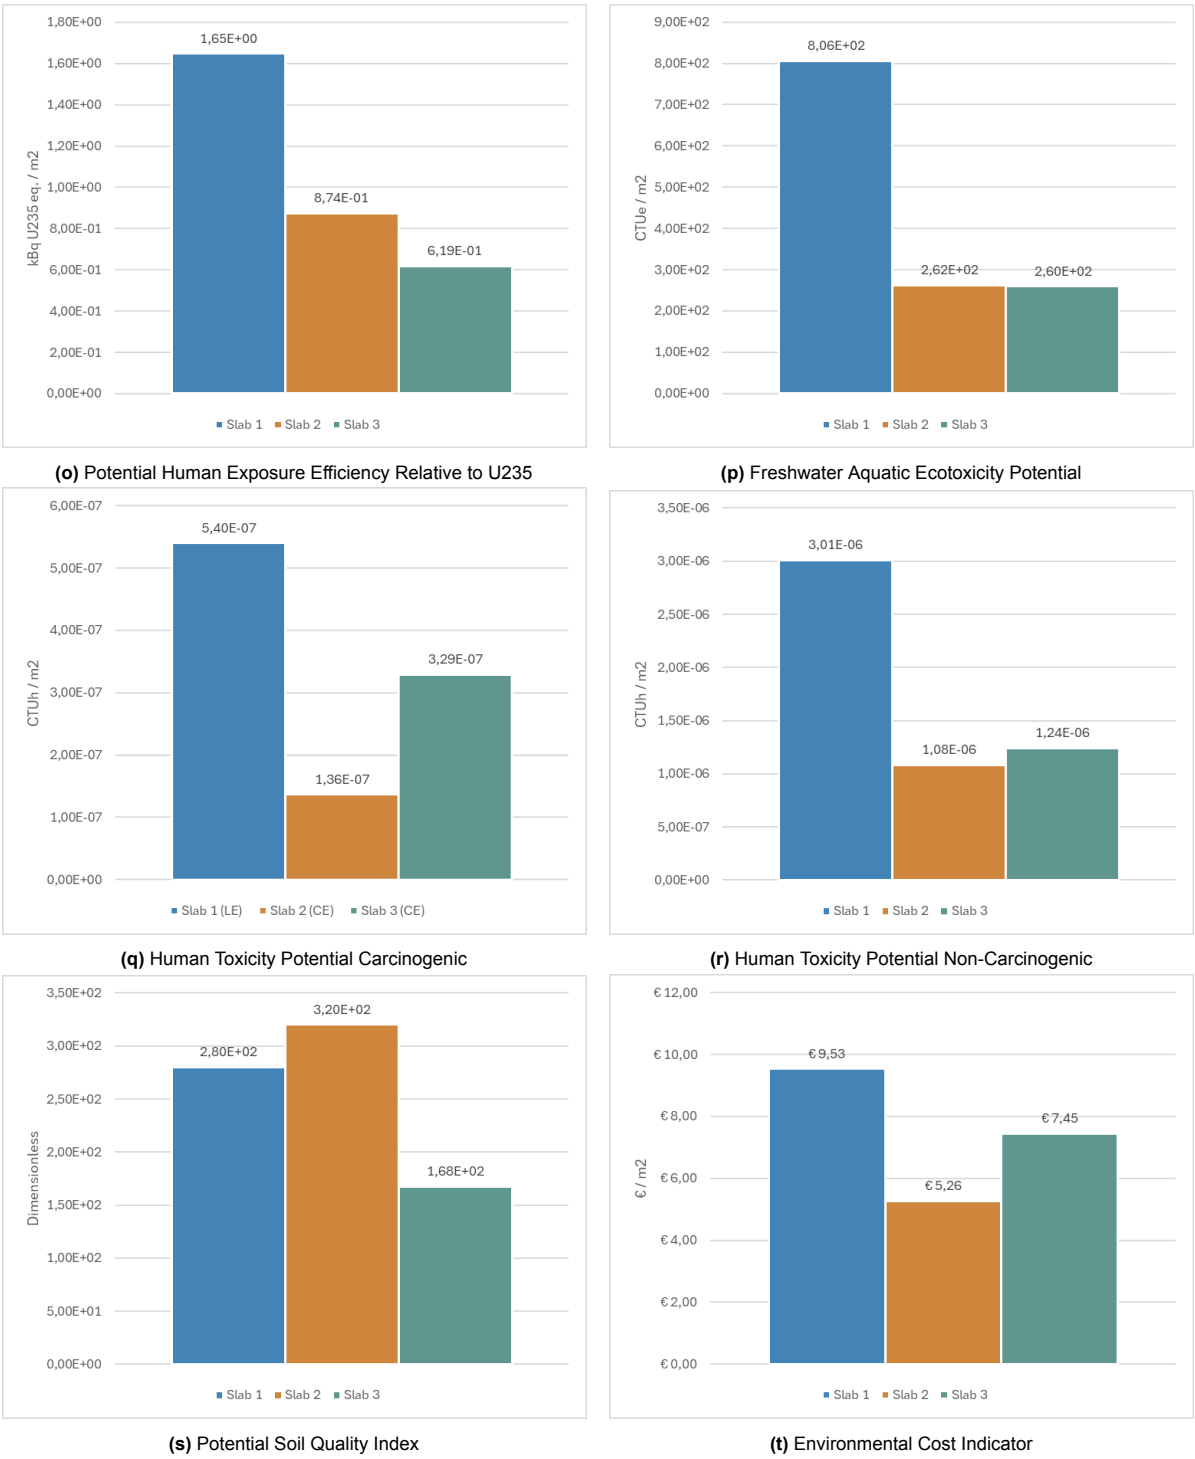 1,80E+00
1,65E+00
1,60E+00
1,40E+00
1,20E+00
1,00E+00
8,74E-01
8,00E-01
6,19E-01
6,00E-01
4,00E-01
2,00E-01
0,00E+00
kBq U235 eq. / m2
Slab 1 Slab 2 Slab 3
(o) Potential Human Exposure Efficiency Relative to U235
9,00E+02
8,06E+02
8,00E+02
7,00E+02
6,00E+02
5,00E+02
4,00E+02
3,00E+02
2,62E+02 2,60E+02
2,00E+02
1,00E+02
0,00E+00
CTUe / m2
Slab 1 Slab 2 Slab 3
(p) Freshwater Aquatic Ecotoxicity Potential
6,00E-07
5,40E-07
5,00E-07
4,00E-07
3,29E-07
3,00E-07
2,00E-07
1,36E-07
1,00E-07
0,00E+00
CTUh / m2
Slab 1 (LE) Slab 2 (CE) Slab 3 (CE)
(q) Human Toxicity Potential Carcinogenic
3,50E-06
3,01E-06
3,00E-06
2,50E-06
2,00E-06
1,50E-06
1,24E-06
1,08E-06
1,00E-06
5,00E-07
0,00E+00
CTUh / m2
Slab 1 Slab 2 Slab 3
(r) Human Toxicity Potential Non-Carcinogenic
3,50E+02
3,20E+02
3,00E+02
2,80E+02
2,50E+02
2,00E+02
1,68E+02
1,50E+02
1,00E+02
5,00E+01
0,00E+00
Dimensionless
Slab 1 Slab 2 Slab 3
(s) Potential Soil Quality Index
€ 12,00
€ 10,00
€ 9,53
€ 8,00
€ 7,45
€ 6,00
€ 5,26
€ 4,00
€ 2,00
€ 0,00
€ / m2
Slab 1 Slab 2 Slab 3
(t) Environmental Cost Indicator